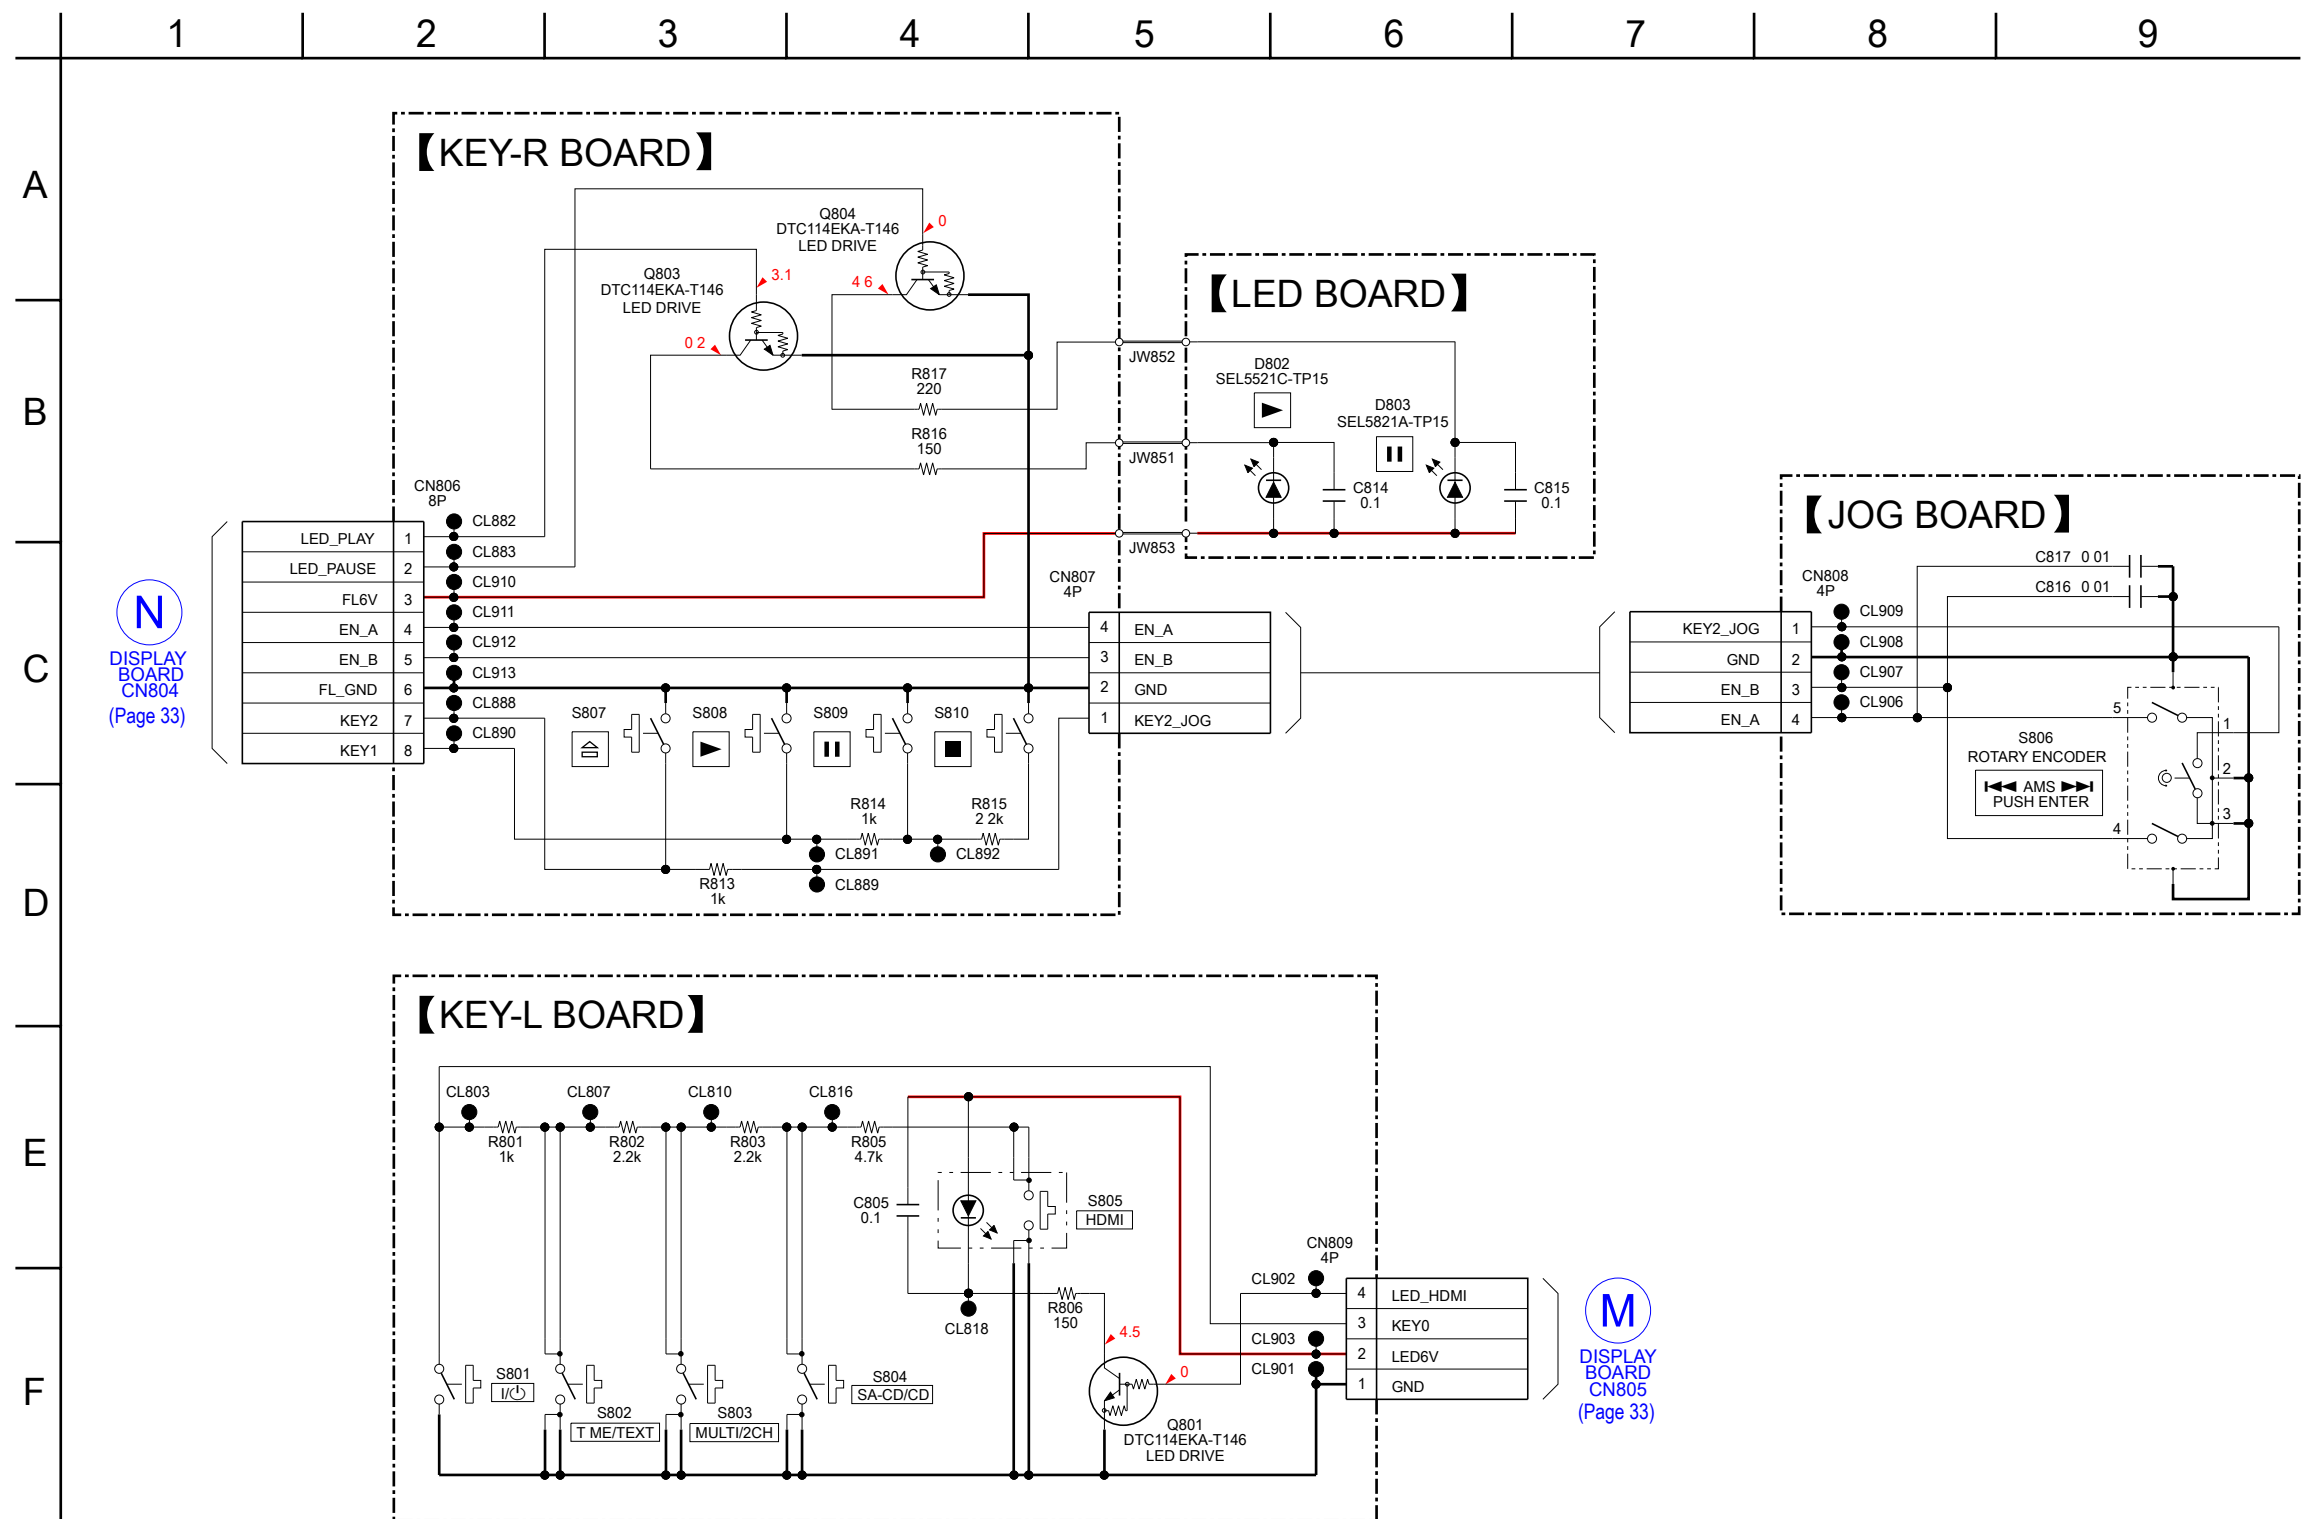 1 2 3 4 5 6 7 8 9
A
B
C
D
E
F
【KEY-R BOARD】
Q804
DTC114EKA-T146
LED DRIVE
0
4 6
Q803
DTC114EKA-T146
LED DRIVE
3.1
0 2
R817
220
R816
150
JW852
JW851
JW853
【LED BOARD】
D802
SEL5521C-TP15
D803
SEL5821A-TP15
C814
0.1
C815
0.1
CN806
8P
LED_PLAY 1
LED_PAUSE 2
FL6V 3
EN_A 4
EN_B 5
FL_GND 6
KEY2 7
KEY1 8
CL882
CL883
CL910
CL911
CL912
CL913
CL888
CL890
N
DISPLAY
BOARD
CN804
(Page 33)
S807
S808
S809
S810
R814
1k
R815
2 2k
CL891
CL892
R813
1k
CL889
CN807
4P
4 EN_A
3 EN_B
2 GND
1 KEY2_JOG
【JOG BOARD】
C817 0 01
C816 0 01
CN808
4P
KEY2_JOG 1
GND 2
EN_B 3
EN_A 4
CL909
CL908
CL907
CL906
5
1
2
3
4
S806
ROTARY ENCODER
AMS
PUSH ENTER
【KEY-L BOARD】
CL803
CL807
CL810
CL816
R801
1k
R802
2.2k
R803
2.2k
R805
4.7k
C805
0.1
S805
HDMI
CL818
R806
150
4.5
0
Q801
DTC114EKA-T146
LED DRIVE
S801
I/⏻
S802
T ME/TEXT
S803
MULTI/2CH
S804
SA-CD/CD
CN809
4P
CL902
CL903
CL901
4 LED_HDMI
3 KEY0
2 LED6V
1 GND
M
DISPLAY
BOARD
CN805
(Page 33)